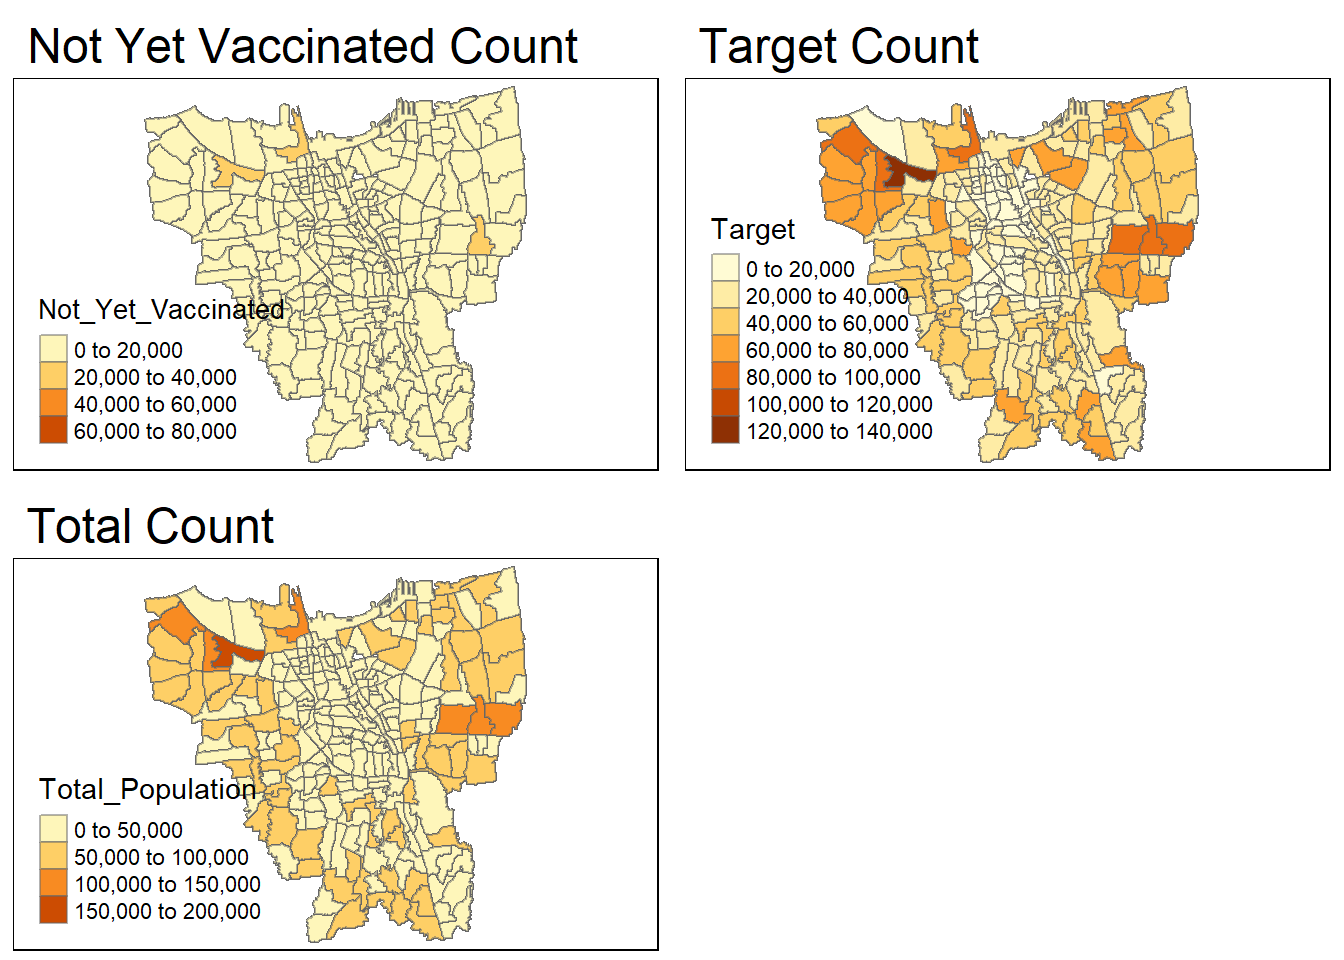 Not Yet Vaccinated Count
Not_Yet_Vaccinated
0 to 20,000
20,000 to 40,000
40,000 to 60,000
60,000 to 80,000
Target Count
Target
0 to 20,000
20,000 to 40,000
40,000 to 60,000
60,000 to 80,000
80,000 to 100,000
100,000 to 120,000
120,000 to 140,000
Total Count
Total_Population
0 to 50,000
50,000 to 100,000
100,000 to 150,000
150,000 to 200,000